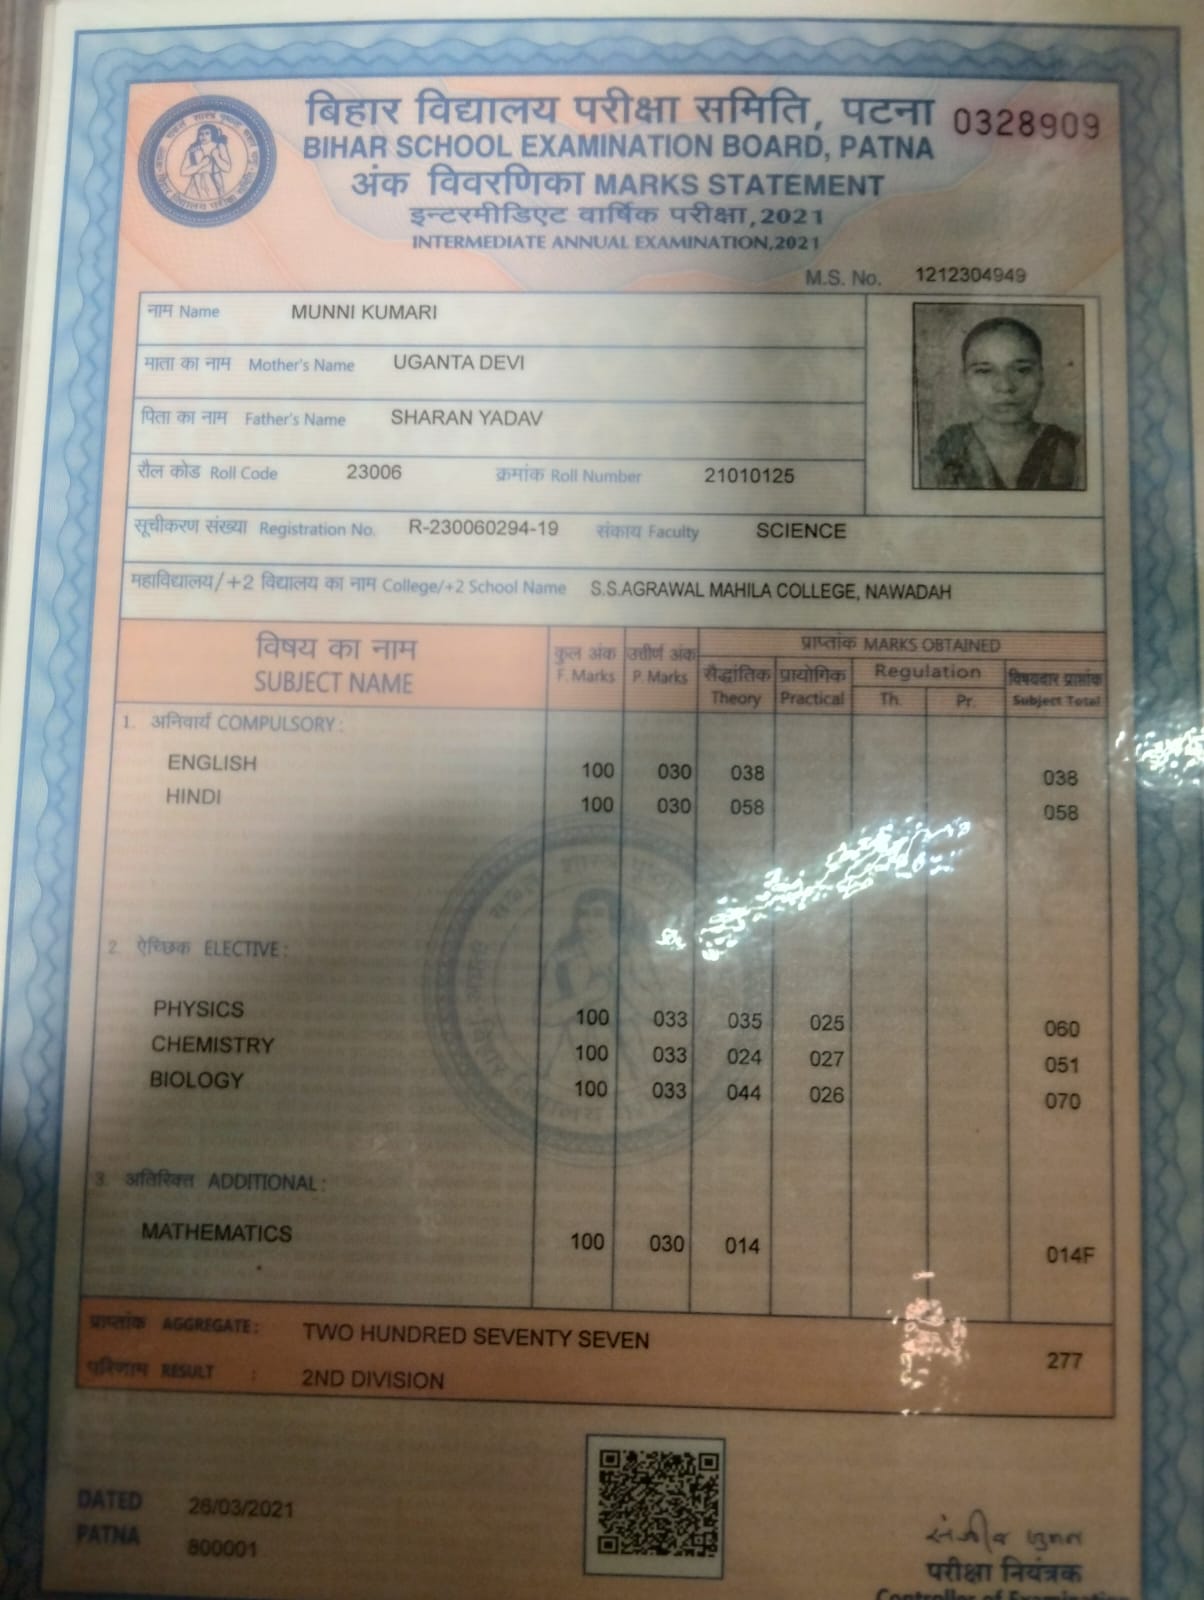 बिहार विद्यालय परीक्षा समिति, पटना 0328909
BIHAR SCHOOL EXAMINATION BOARD, PATNA
अंक विवरणिका MARKS STATEMENT
इन्टरमीडिएट वार्षिक परीक्षा, 2021
INTERMEDIATE ANNUAL EXAMINATION, 2021
M.S. No. 1212304949
नाम Name MUNNI KUMARI
माता का नाम Mother's Name UGANTA DEVI
पिता का नाम Father's Name SHARAN YADAV
रौल कोड Roll Code 23006 क्रमांक Roll Number 21010125
सूचीकरण संख्या Registration No. R-230060294-19 संकाय Faculty SCIENCE
महाविद्यालय/+2 विद्यालय का नाम College/+2 School Name S.S.AGRAWAL MAHILA COLLEGE, NAWADAH
विषय का नाम कुल अंक उत्तीर्ण अंक प्राप्तांक MARKS OBTAINED
SUBJECT NAME F. Marks P. Marks सैद्धांतिक प्रायोगिक Regulation विषयवार प्राप्तांक
Theory Practical Th. Pr. Subject Total
1. अनिवार्य COMPULSORY :
ENGLISH 100 030 038 038
HINDI 100 030 058 058
2. ऐच्छिक ELECTIVE :
PHYSICS 100 033 035 025 060
CHEMISTRY 100 033 024 027 051
BIOLOGY 100 033 044 026 070
3. अतिरिक्त ADDITIONAL :
MATHEMATICS 100 030 014 014F
प्राप्तांक AGGREGATE : TWO HUNDRED SEVENTY SEVEN 277
परिणाम RESULT : 2ND DIVISION
DATED 26/03/2021
PATNA 800001
परीक्षा नियंत्रक
Controller of